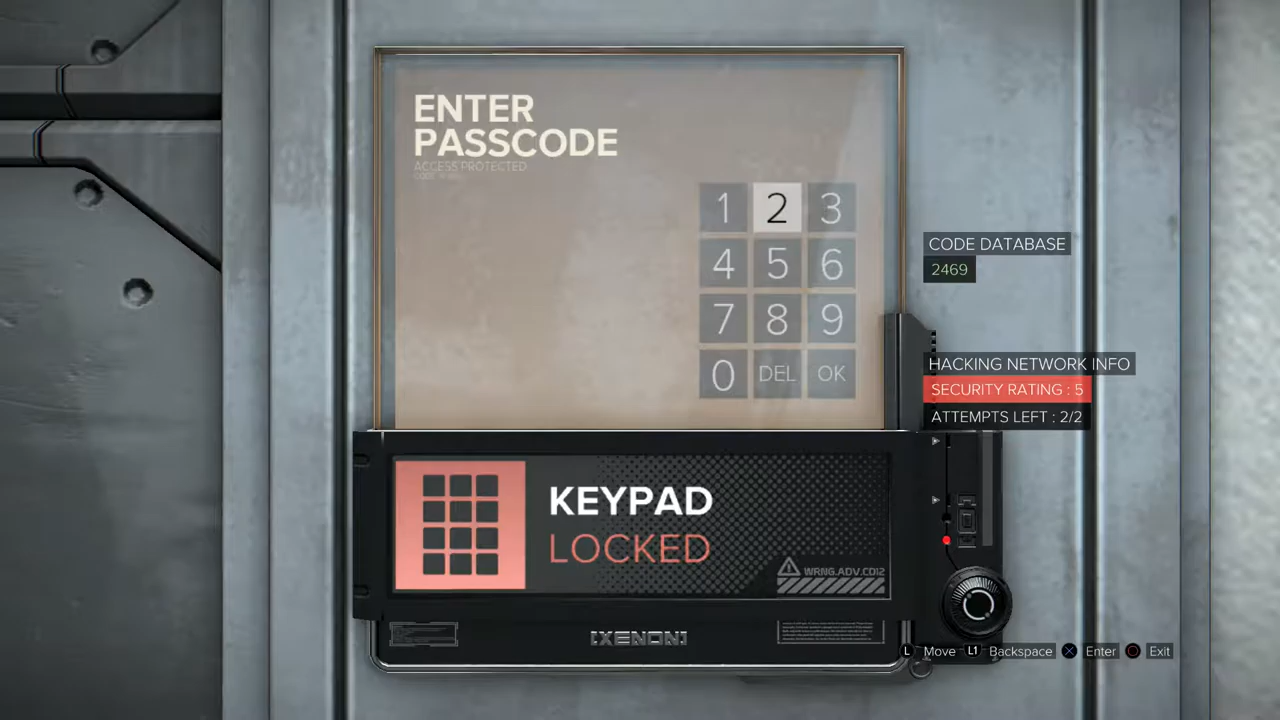 ENTER
PASSCODE
ACCESS PROTECTED
1 2 3
4 5 6
7 8 9
0 DEL OK
CODE DATABASE
2469
HACKING NETWORK INFO
SECURITY RATING : 5
ATTEMPTS LEFT : 2/2
KEYPAD
LOCKED
WRNG.ADV.CD12
[XENON]
L Move L1 Backspace Enter Exit